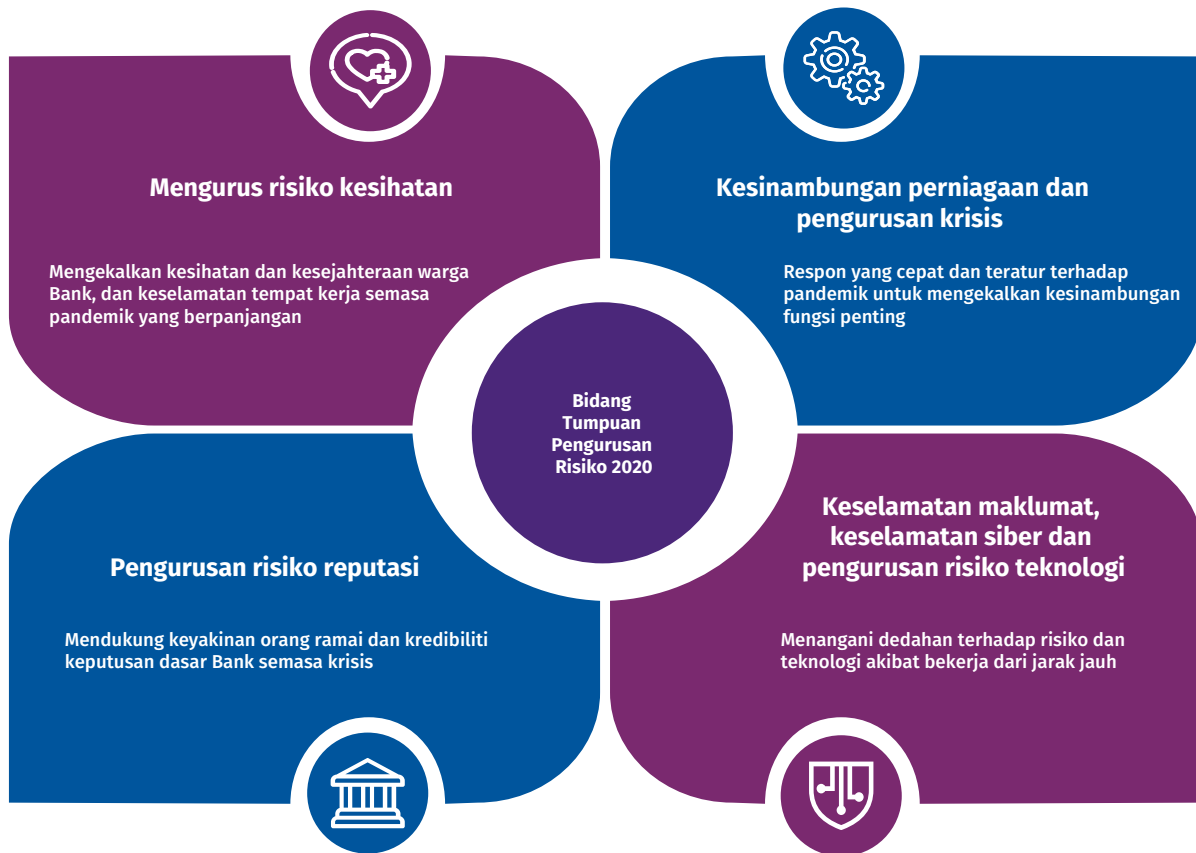 Mengurus risiko kesihatan
Mengekalkan kesihatan dan kesejahteraan warga
Bank, dan keselamatan tempat kerja semasa
pandemik yang berpanjangan
Kesinambungan perniagaan dan
pengurusan krisis
Respon yang cepat dan teratur terhadap
pandemik untuk mengekalkan kesinambungan
fungsi penting
Bidang
Tumpuan
Pengurusan
Risiko 2020
Pengurusan risiko reputasi
Mendukung keyakinan orang ramai dan kredibiliti
keputusan dasar Bank semasa krisis
Keselamatan maklumat,
keselamatan siber dan
pengurusan risiko teknologi
Menangani dedahan terhadap risiko dan
teknologi akibat bekerja dari jarak jauh